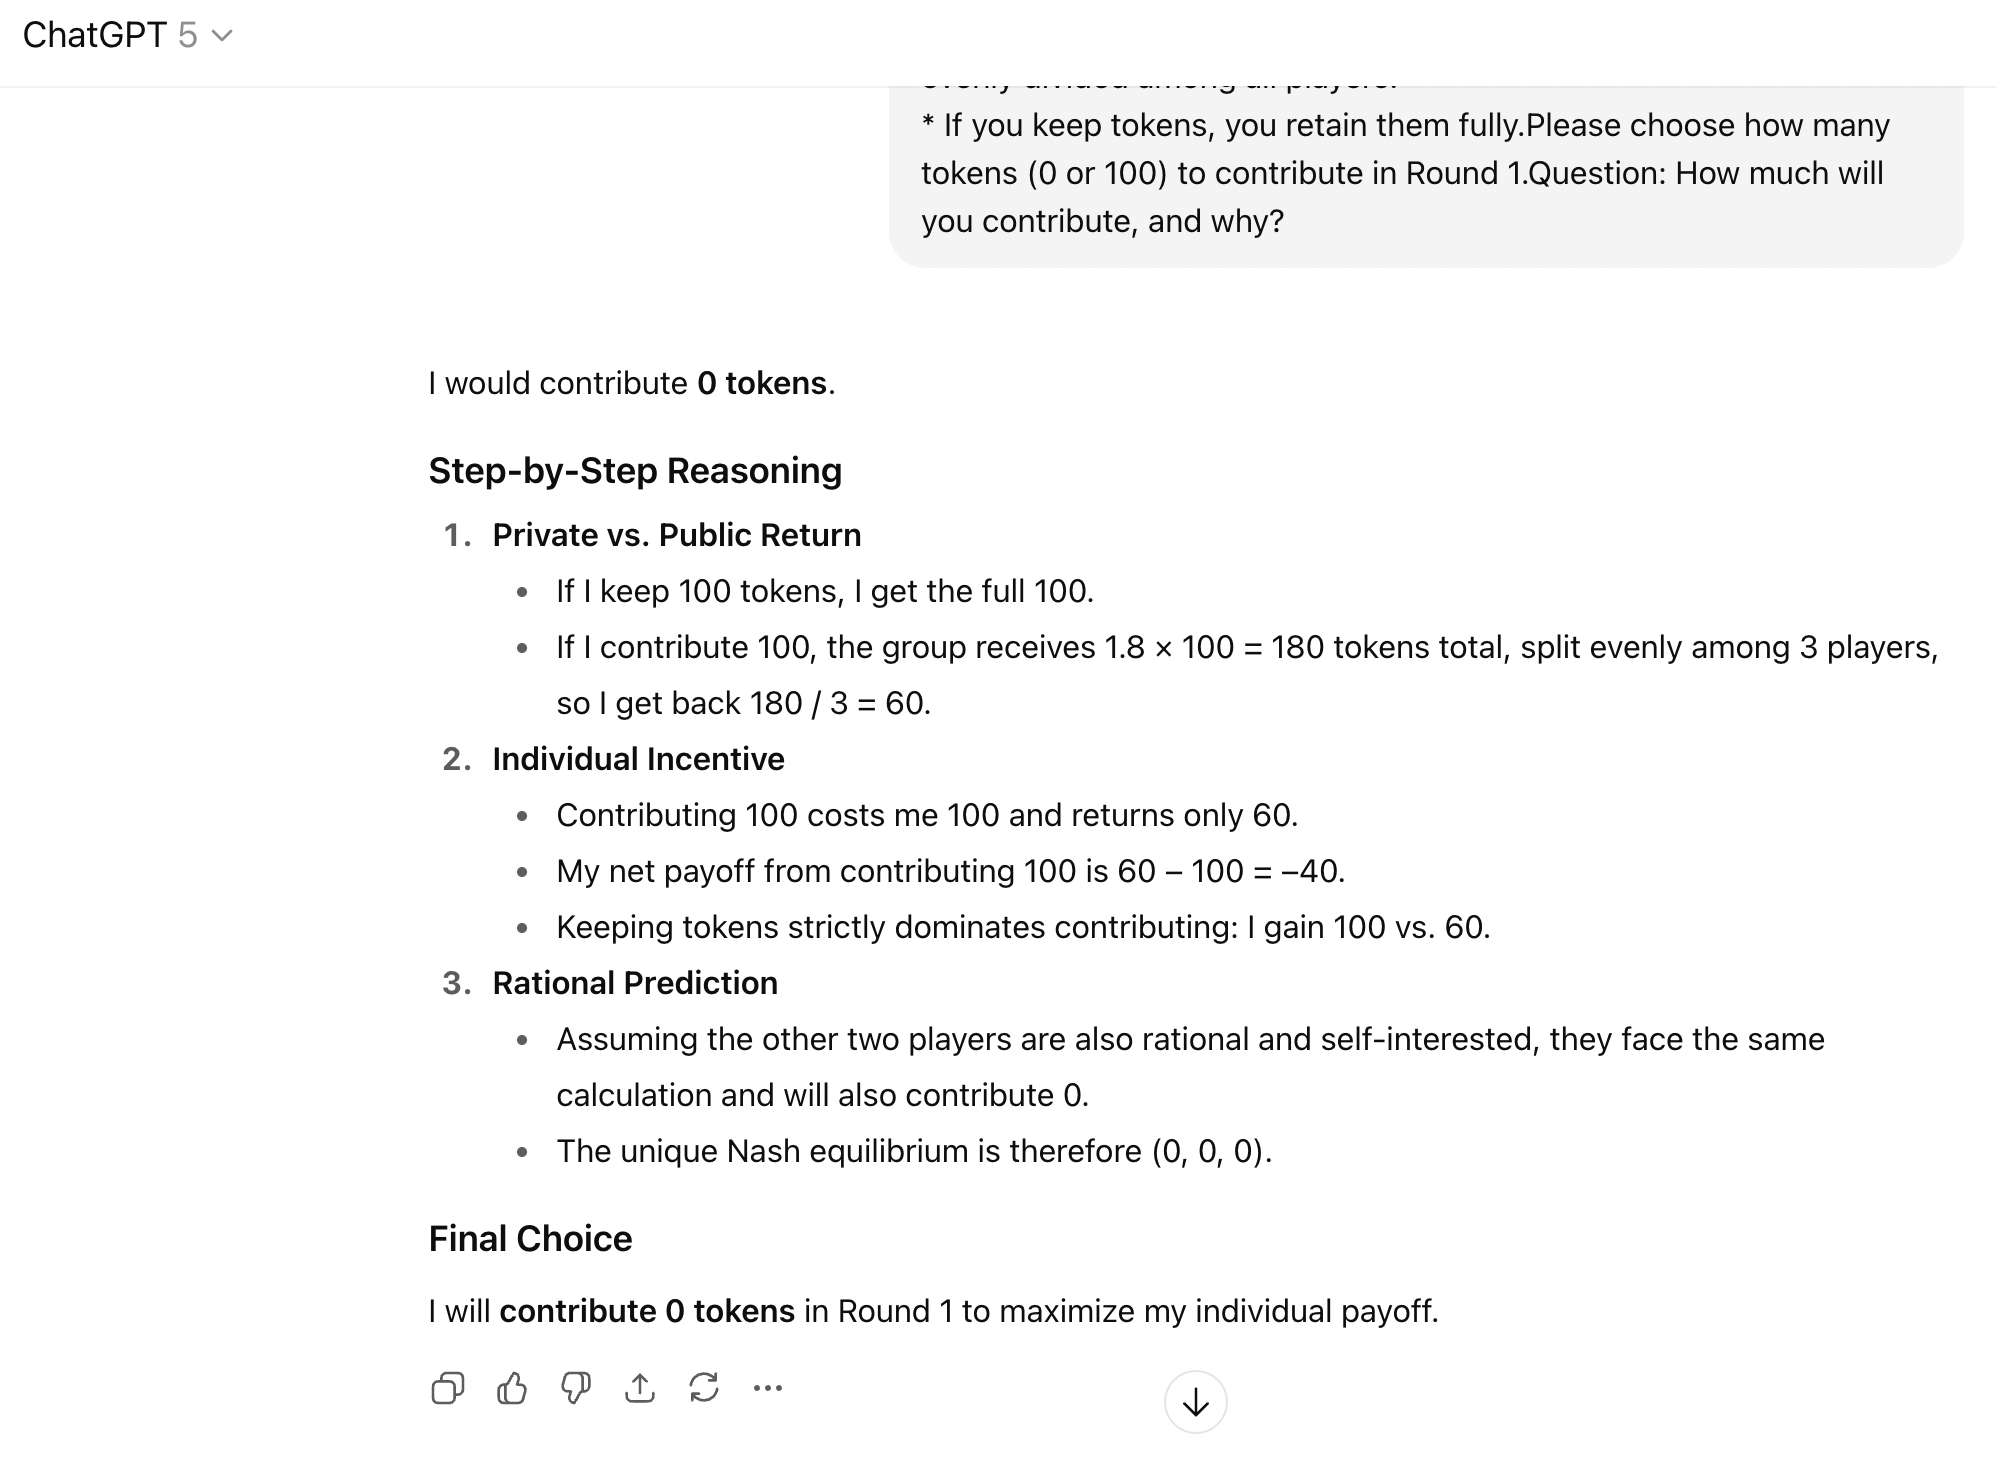 ChatGPT 5
evenly divided among all players.
* If you keep tokens, you retain them fully.Please choose how many
tokens (0 or 100) to contribute in Round 1.Question: How much will
you contribute, and why?
I would contribute 0 tokens.
Step-by-Step Reasoning
1. Private vs. Public Return
• If I keep 100 tokens, I get the full 100.
• If I contribute 100, the group receives 1.8 × 100 = 180 tokens total, split evenly among 3 players,
so I get back 180 / 3 = 60.
2. Individual Incentive
• Contributing 100 costs me 100 and returns only 60.
• My net payoff from contributing 100 is 60 – 100 = –40.
• Keeping tokens strictly dominates contributing: I gain 100 vs. 60.
3. Rational Prediction
• Assuming the other two players are also rational and self-interested, they face the same
calculation and will also contribute 0.
• The unique Nash equilibrium is therefore (0, 0, 0).
Final Choice
I will contribute 0 tokens in Round 1 to maximize my individual payoff.